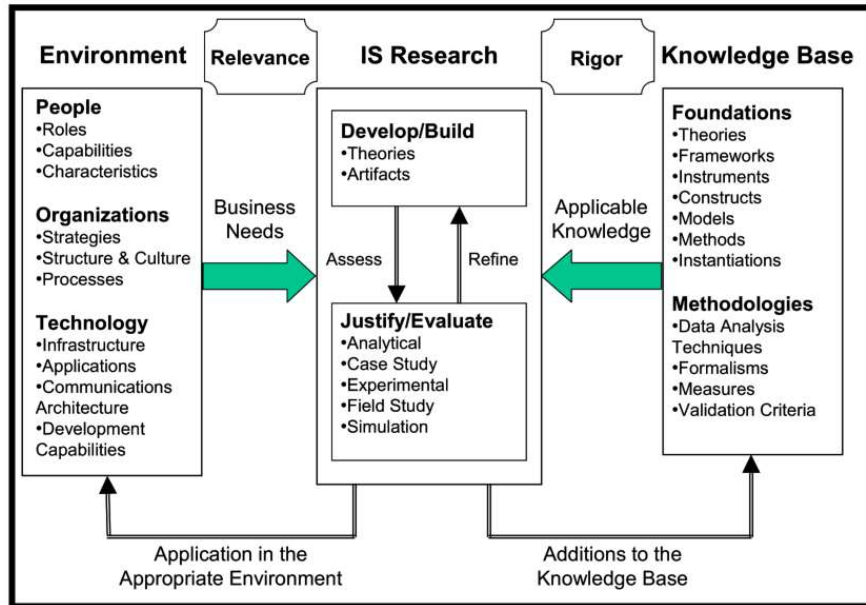 Environment
Relevance
IS Research
Rigor
Knowledge Base
People
•Roles
•Capabilities
•Characteristics
Organizations
•Strategies
•Structure & Culture
•Processes
Technology
•Infrastructure
•Applications
•Communications
Architecture
•Development
Capabilities
Business
Needs
Develop/Build
•Theories
•Artifacts
Assess
Refine
Justify/Evaluate
•Analytical
•Case Study
•Experimental
•Field Study
•Simulation
Applicable
Knowledge
Foundations
•Theories
•Frameworks
•Instruments
•Constructs
•Models
•Methods
•Instantiations
Methodologies
•Data Analysis
Techniques
•Formalisms
•Measures
•Validation Criteria
Application in the
Appropriate Environment
Additions to the
Knowledge Base